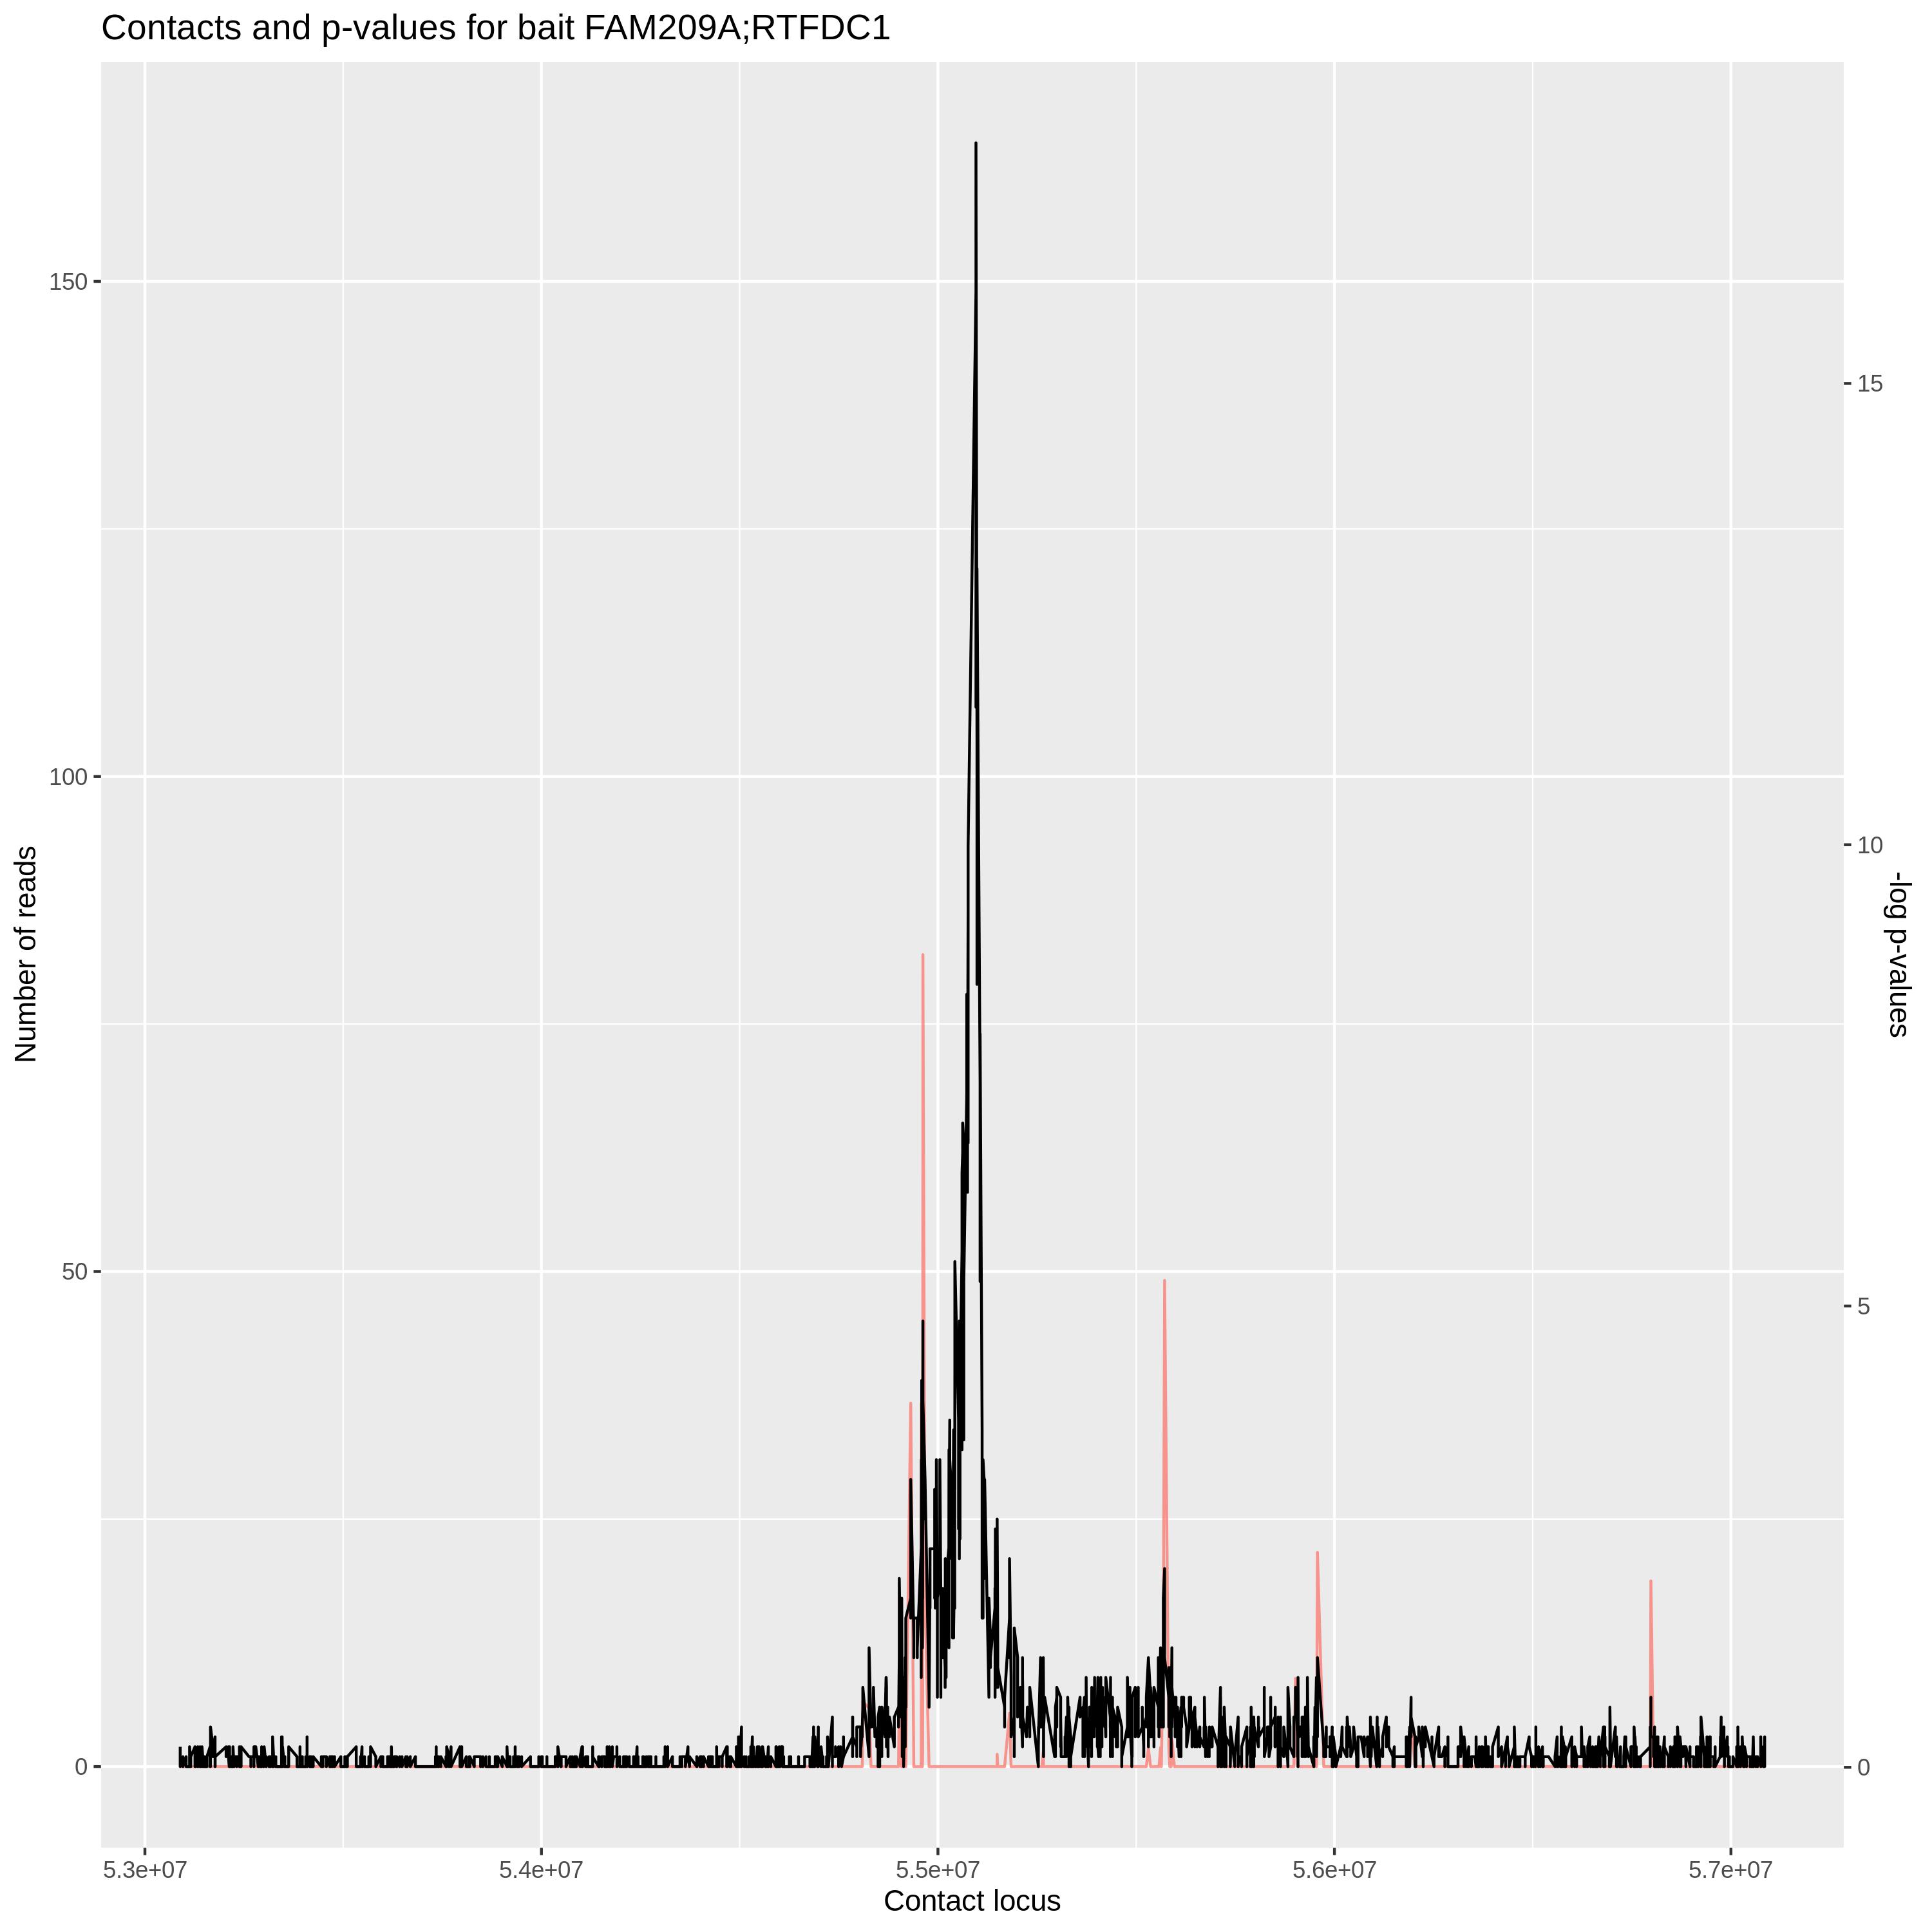 Contacts and p-values for bait FAM209A;RTFDC1
150
100
50
0
Number of reads
15
10
5
0
-log p-values
5.3e+07 5.4e+07 5.5e+07 5.6e+07 5.7e+07
Contact locus